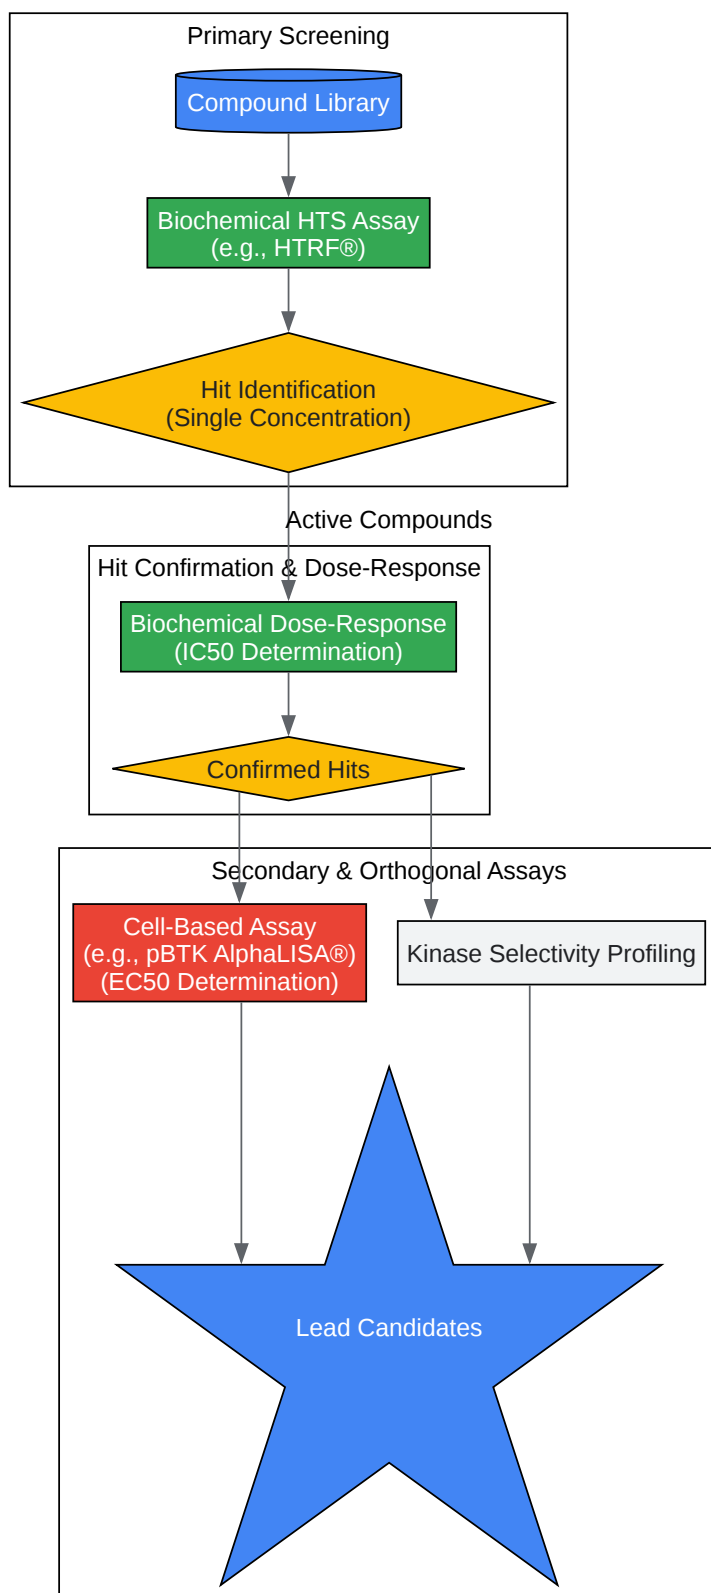 Primary Screening
Compound Library
Biochemical HTS Assay
(e.g., HTRF®)
Hit Identification
(Single Concentration)
Active Compounds
Hit Confirmation & Dose-Response
Biochemical Dose-Response
(IC50 Determination)
Confirmed Hits
Secondary & Orthogonal Assays
Cell-Based Assay
(e.g., pBTK AlphaLISA®)
(EC50 Determination)
Kinase Selectivity Profiling
Lead Candidates